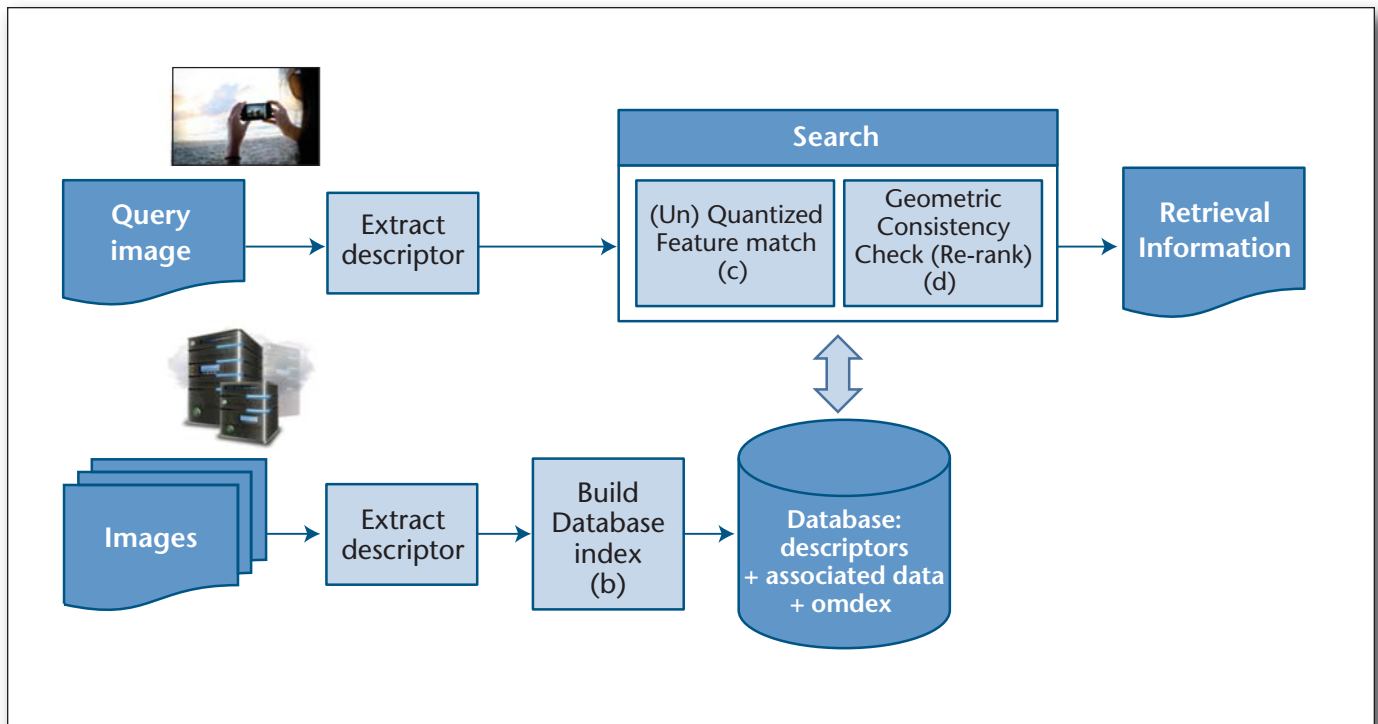 Query
image
Extract
descriptor
Search
(Un) Quantized
Feature match
(c)
Geometric
Consistency
Check (Re-rank)
(d)
Retrieval
Information
Images
Extract
descriptor
Build
Database
index
(b)
Database:
descriptors
+ associated data
+ omdex